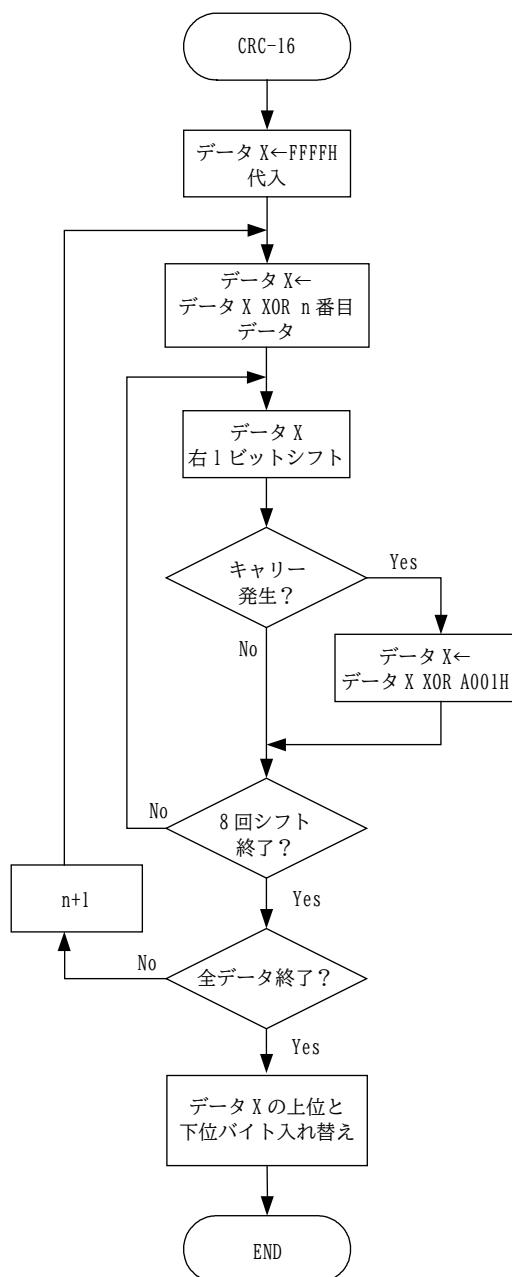 CRC-16
データ X←FFFFH
代入
データ X←
データ X XOR n 番目
データ
データ X
右 1 ビットシフト
キャリー
発生？
Yes
No
データ X←
データ X XOR A001H
8 回シフト
終了？
No
Yes
n+1
全データ終了？
No
Yes
データ X の上位と
下位バイト入れ替え
END